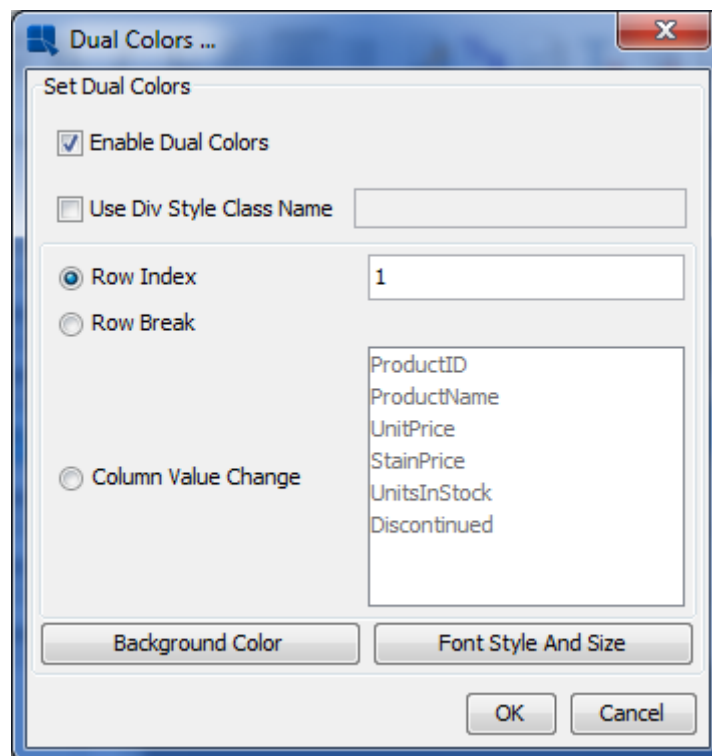 Dual Colors ...
Set Dual Colors
Enable Dual Colors
Use Div Style Class Name
Row Index 1
Row Break
ProductID
ProductName
UnitPrice
StainPrice
Column Value Change
UnitsInStock
Discontinued
Background Color Font Style And Size
OK Cancel